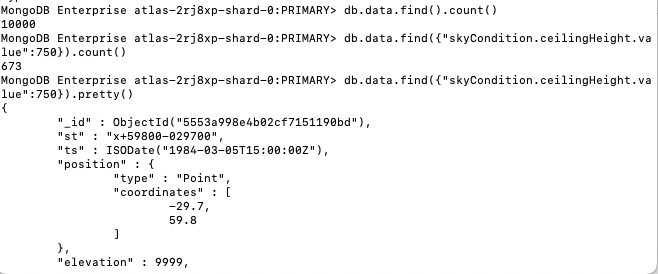 MongoDB Enterprise atlas-2rj8xp-shard-0:PRIMARY> db.data.find().count()
10000
MongoDB Enterprise atlas-2rj8xp-shard-0:PRIMARY> db.data.find({"skyCondition.ceilingHeight.va
lue":750}).count()
673
MongoDB Enterprise atlas-2rj8xp-shard-0:PRIMARY> db.data.find({"skyCondition.ceilingHeight.va
lue":750}).pretty()
{
        "_id" : ObjectId("5553a998e4b02cf7151190bd"),
        "st" : "x+59800-029700",
        "ts" : ISODate("1984-03-05T15:00:00Z"),
        "position" : {
                "type" : "Point",
                "coordinates" : [
                        -29.7,
                        59.8
                ]
        },
        "elevation" : 9999,